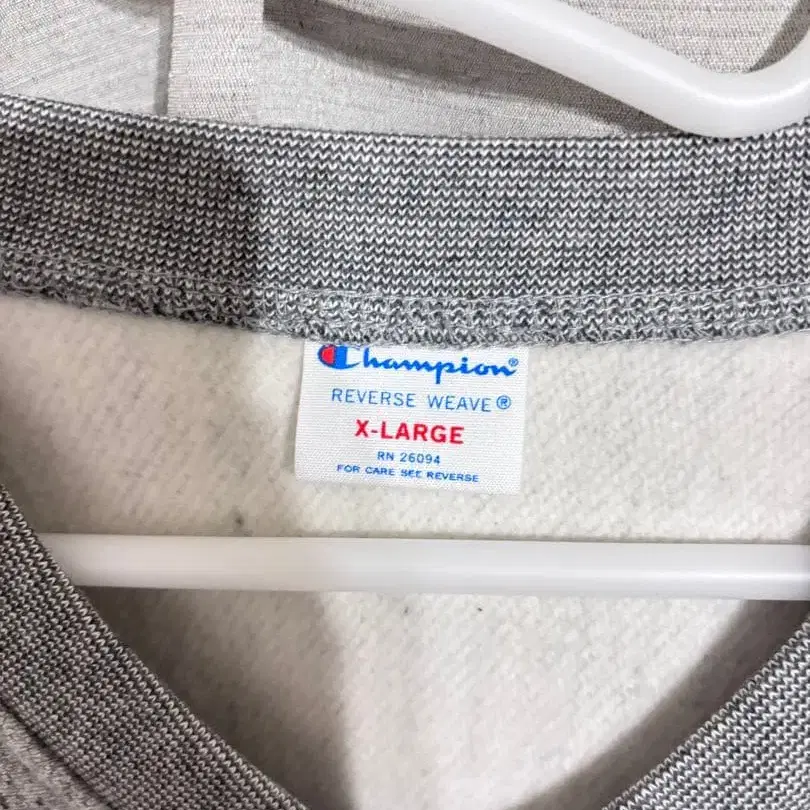 Champion®
REVERSE WEAVE®
X-LARGE
RN 26094
FOR CARE SEE REVERSE